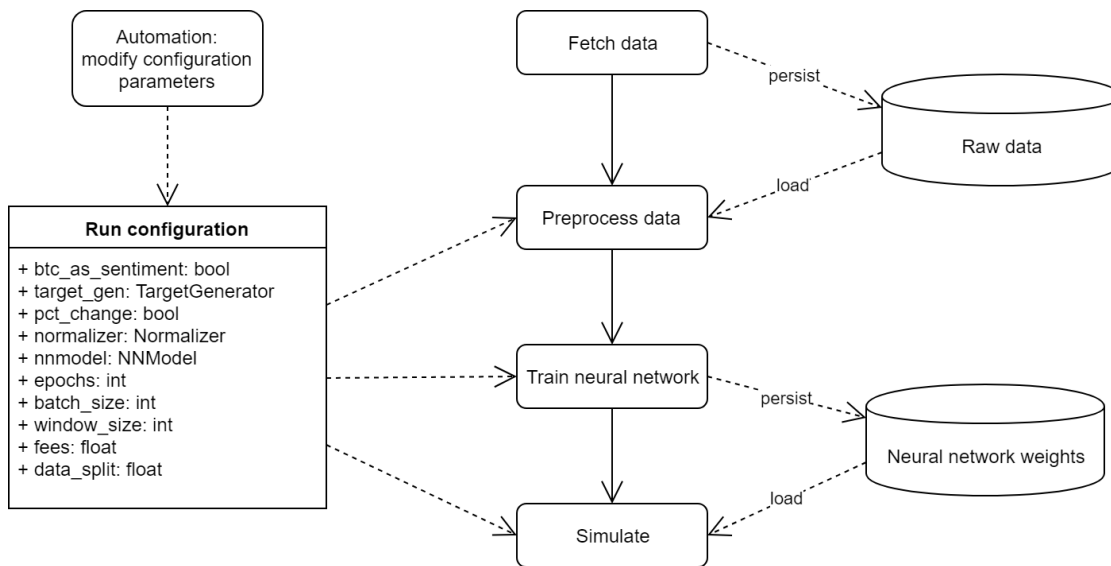 Automation:
modify configuration
parameters
Fetch data
persist
Raw data
load
Preprocess data
Run configuration
+ btc_as_sentiment: bool
+ target_gen: TargetGenerator
+ pct_change: bool
+ normalizer: Normalizer
+ nnmodel: NNModel
+ epochs: int
+ batch_size: int
+ window_size: int
+ fees: float
+ data_split: float
Train neural network
persist
Neural network weights
load
Simulate